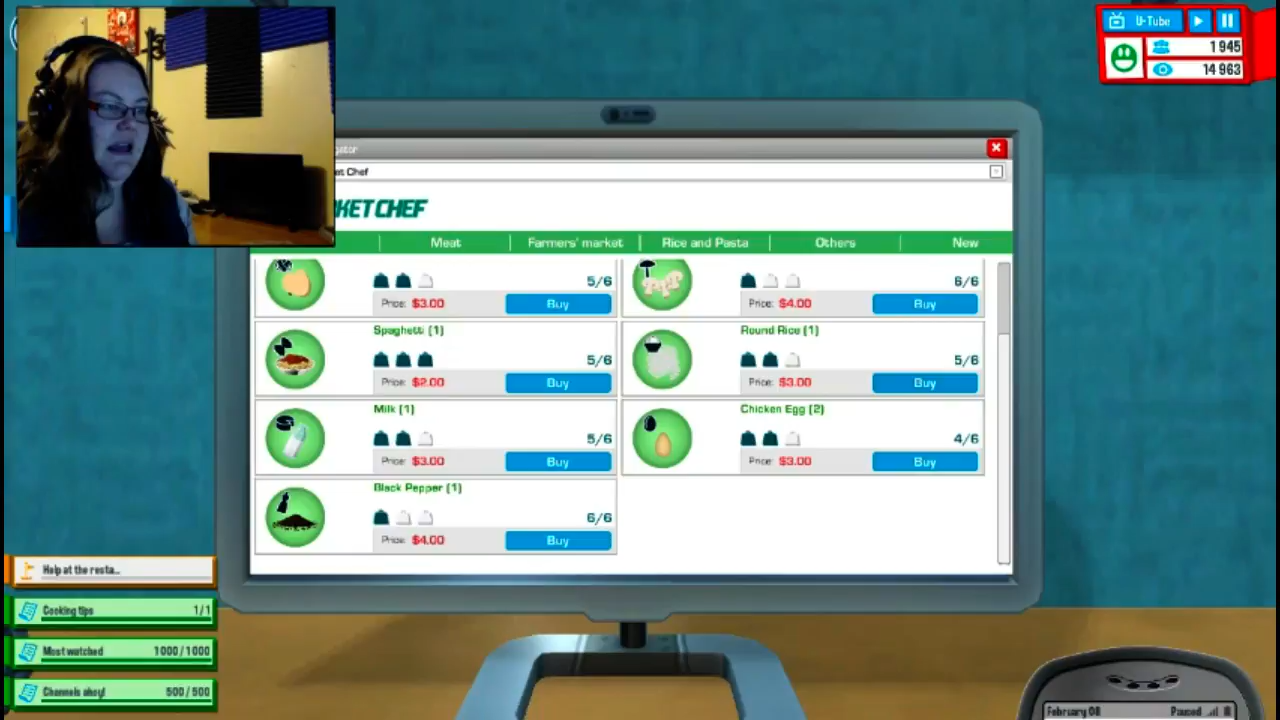 U-Tube
1 945
14 963
gator
et Chef
KET CHEF
Meat
Farmers' market
Rice and Pasta
Others
New
5/6
Price: $3.00
Buy
6/6
Price: $4.00
Buy
Spaghetti (1)
5/6
Price: $2.00
Buy
Round Rice (1)
5/6
Price: $3.00
Buy
Milk (1)
5/6
Price: $3.00
Buy
Chicken Egg (2)
4/6
Price: $3.00
Buy
Black Pepper (1)
6/6
Price: $4.00
Buy
Help at the resta...
Cooking tips 1/1
Most watched 1000/1000
Channels ahoy! 500/500
February 08 Paused